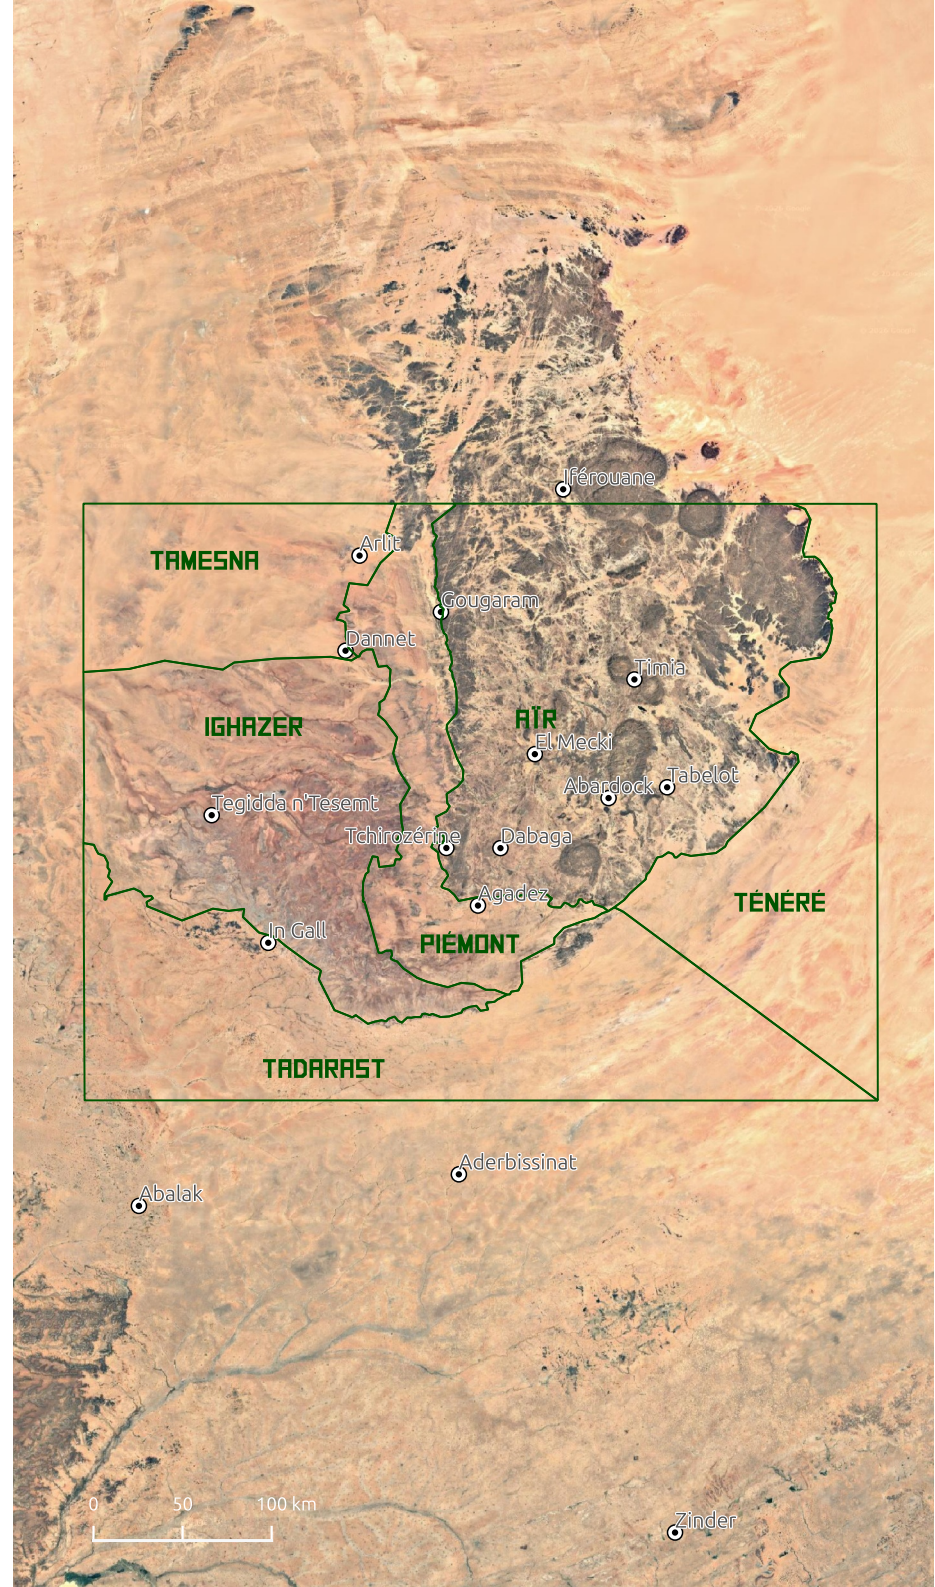 Iférouane
Arlit
TAMESNA
Gougaram
Dannet
Timia
IGHAZER
AÏR
El Mecki
Abardock
Tabelot
Tegidda n'Tesemt
Tchirozérine
Dabaga
Agadez
TÉNÉRÉ
In Gall
PIÉMONT
TADARAST
Aderbissinat
Abalak
0 50 100 km
Zinder